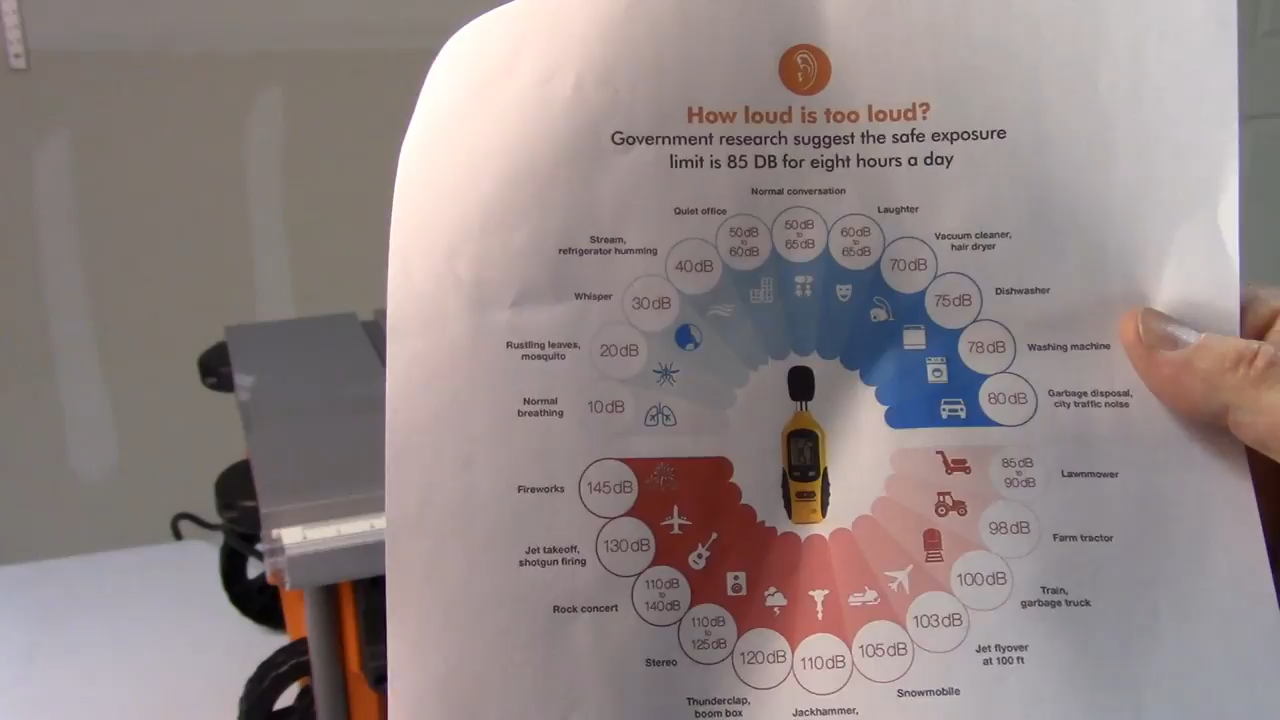 How loud is too loud?
Government research suggest the safe exposure
limit is 85 DB for eight hours a day
Normal conversation
50dB
to
65dB
Quiet office
50dB
to
60dB
Laughter
60dB
to
65dB
Stream,
refrigerator humming
40dB
Vacuum cleaner,
hair dryer
70dB
Whisper
30dB
Dishwasher
75dB
Rustling leaves,
mosquito
20dB
Washing machine
78dB
Normal
breathing
10dB
Garbage disposal,
city traffic noise
80dB
Fireworks
145dB
Lawnmower
85dB
to
90dB
Jet takeoff,
shotgun firing
130dB
Farm tractor
98dB
Rock concert
110dB
to
140dB
Train,
garbage truck
100dB
Stereo
110dB
to
125dB
Jet flyover
at 100 ft
103dB
Thunderclap,
boom box
120dB
Jackhammer,
110dB
Snowmobile
105dB